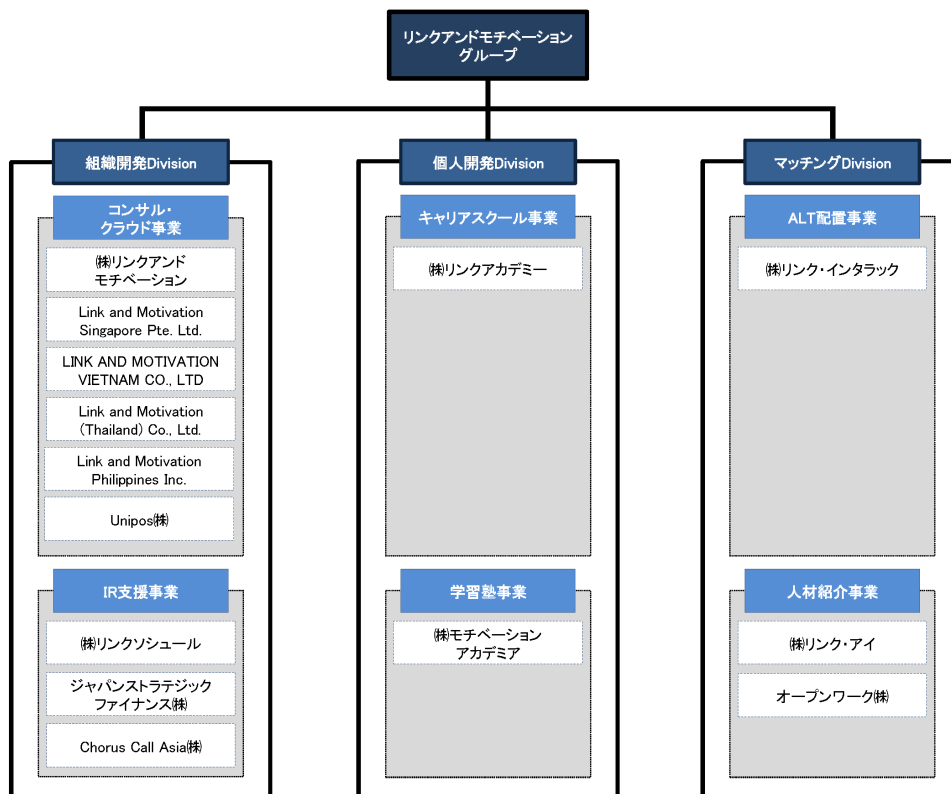 リンクアンドモチベーション
グループ
組織開発Division
コンサル・
クラウド事業
㈱リンクアンド
モチベーション
Link and Motivation
Singapore Pte. Ltd.
LINK AND MOTIVATION
VIETNAM CO., LTD
Link and Motivation
(Thailand) Co., Ltd.
Link and Motivation
Philippines Inc.
Unipos㈱
IR支援事業
㈱リンクソシュール
ジャパンストラテジック
ファイナンス㈱
Chorus Call Asia㈱
個人開発Division
キャリアスクール事業
㈱リンクアカデミー
学習塾事業
㈱モチベーション
アカデミア
マッチングDivision
ALT配置事業
㈱リンク・インタラック
人材紹介事業
㈱リンク・アイ
オープンワーク㈱